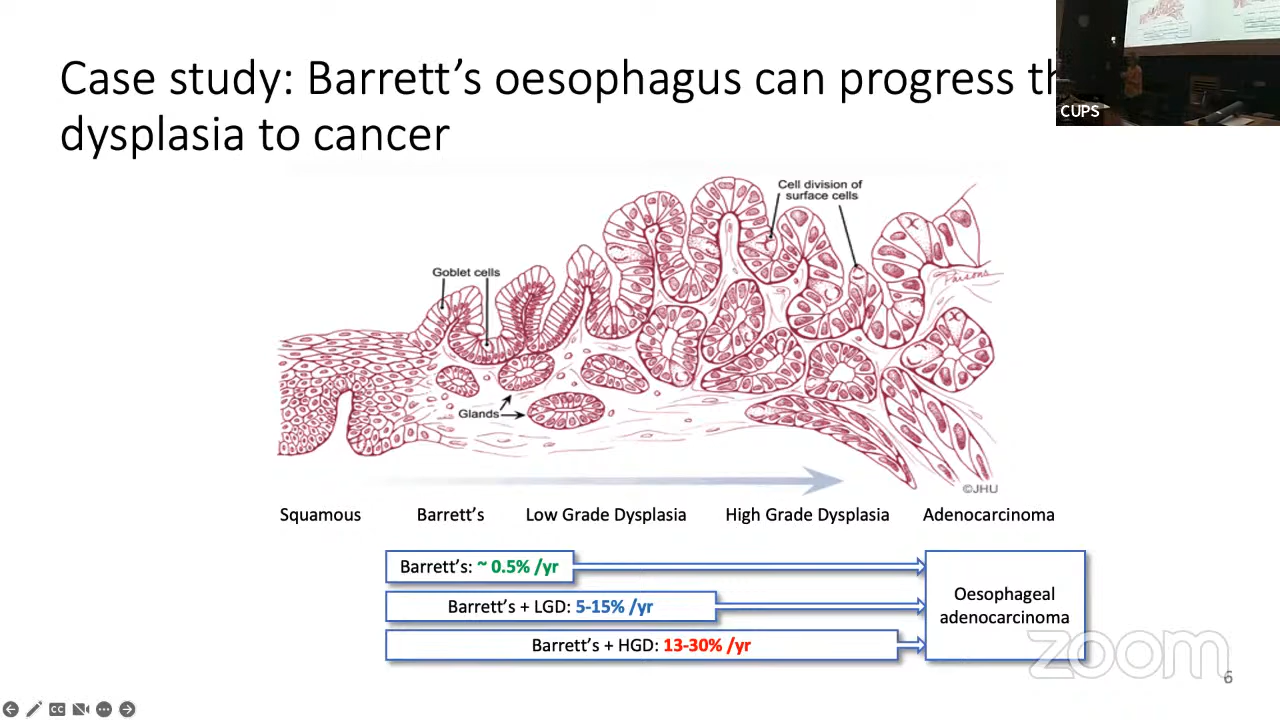 Case study: Barrett's oesophagus can progress th
dysplasia to cancer
CUPS
Cell division of
surface cells
Goblet cells
Parsons
Glands
©JHU
Squamous
Barrett's
Low Grade Dysplasia
High Grade Dysplasia
Adenocarcinoma
Barrett's: ~ 0.5% /yr
Barrett's + LGD: 5-15% /yr
Barrett's + HGD: 13-30% /yr
Oesophageal
adenocarcinoma
zoom
6
CC